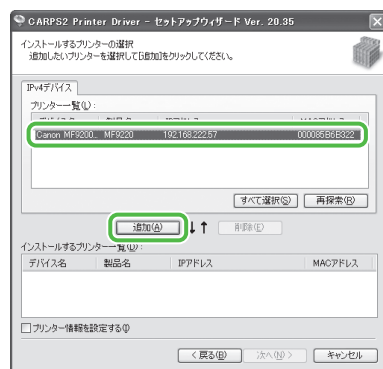 CARPS2 Printer Driver - セットアップウィザード Ver. 20.35
インストールするプリンターの選択
追加したいプリンターを選択して[追加]をクリックしてください。
IPv4デバイス
プリンター一覧(L):
Canon MF9200.. MF9220 192.168.222.57 000085B6B322
すべて選択(S) 再探索(R)
追加(A) ↓↑ 削除(E)
インストールするプリンター一覧(U):
デバイス名 製品名 IPアドレス MACアドレス
プリンター情報を設定する(I)
< 戻る(B) 次へ(N) > キャンセル